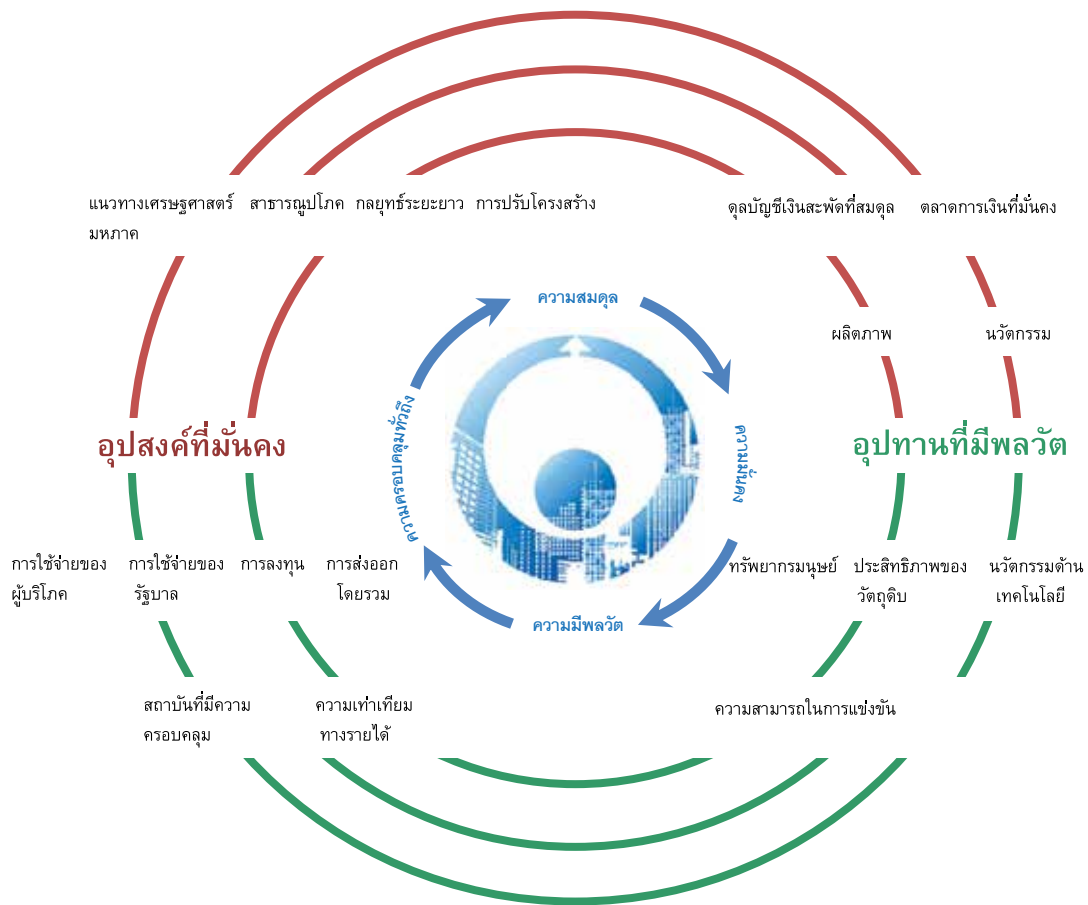 แนวทางเศรษฐศาสตร์
มหภาค
สาธารณูปโภค
กลยุทธ์ระยะยาว
การปรับโครงสร้าง
ดุลบัญชีเงินสะพัดที่สมดุล
ตลาดการเงินที่มั่นคง
ความสมดุล
ผลิตภาพ
นวัตกรรม
ความครอบคลุมทั่วถึง
ความมั่นคง
อุปสงค์ที่มั่นคง
อุปทานที่มีพลวัต
การใช้จ่ายของ
ผู้บริโภค
การใช้จ่ายของ
รัฐบาล
การลงทุน
การส่งออก
โดยรวม
ทรัพยากรมนุษย์
ประสิทธิภาพของ
วัตถุดิบ
นวัตกรรมด้าน
เทคโนโลยี
ความมีพลวัต
สถาบันที่มีความ
ครอบคลุม
ความเท่าเทียม
ทางรายได้
ความสามารถในการแข่งขัน